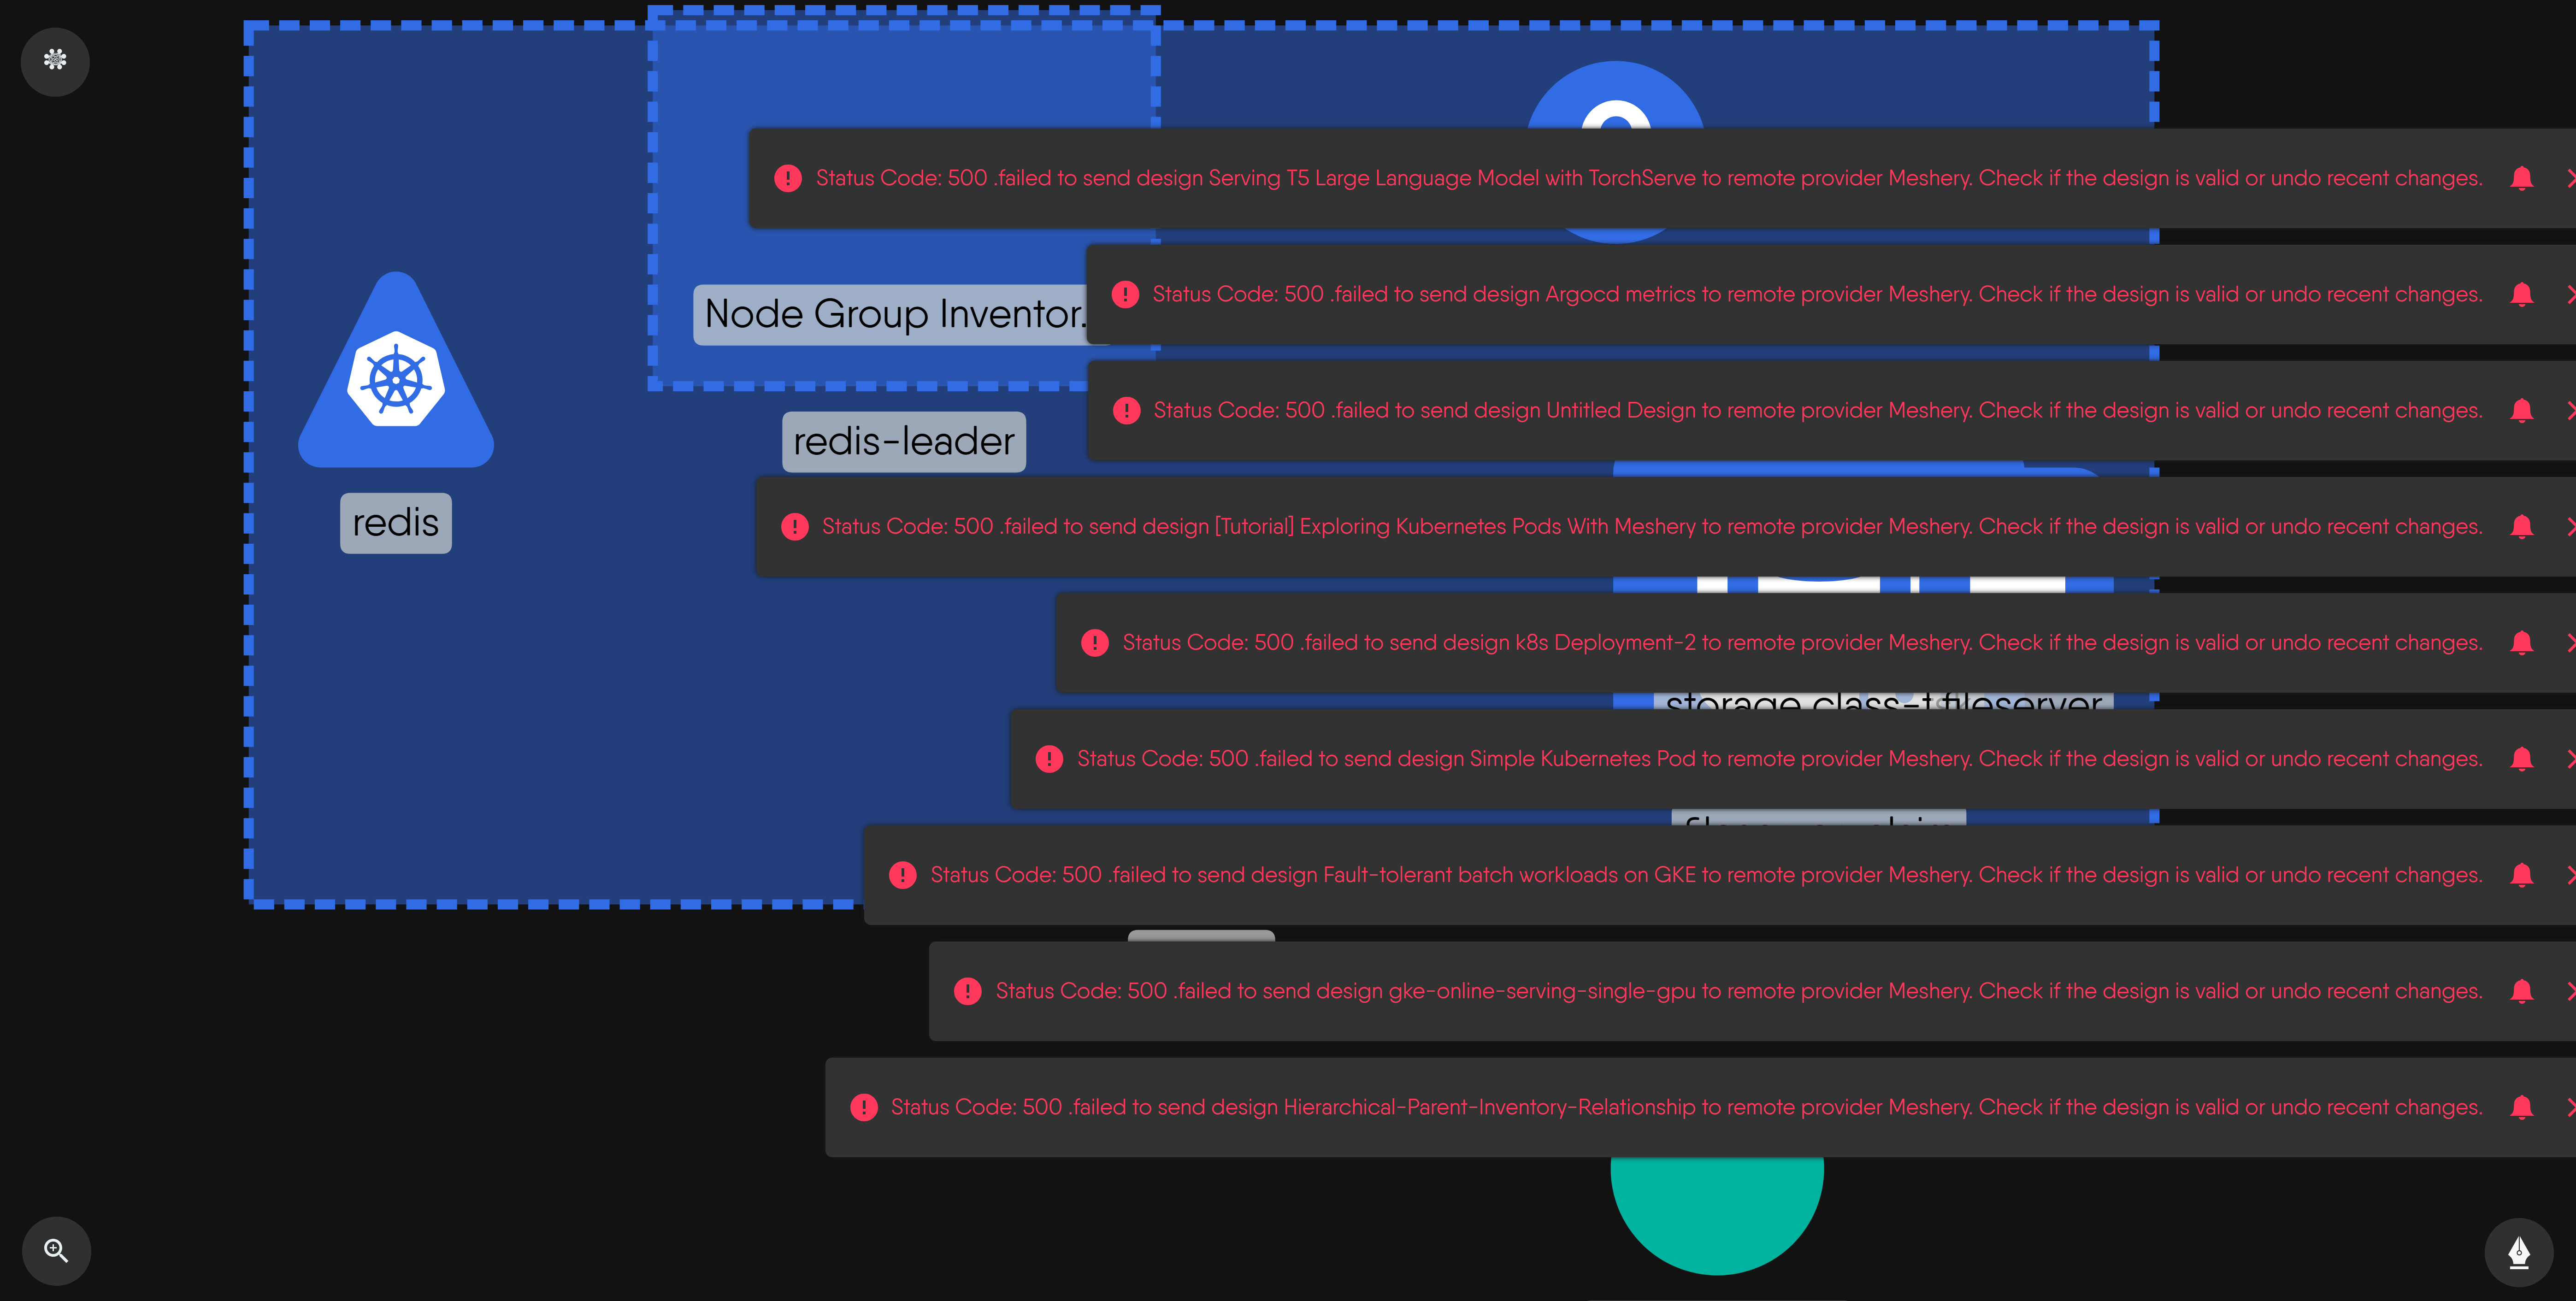 Status Code: 500 .failed to send design Serving T5 Large Language Model with TorchServe to remote provider Meshery. Check if the design is valid or undo recent changes.
Status Code: 500 .failed to send design Argocd metrics to remote provider Meshery. Check if the design is valid or undo recent changes.
Node Group Inventor.
Status Code: 500 .failed to send design Untitled Design to remote provider Meshery. Check if the design is valid or undo recent changes.
redis-leader
redis
Status Code: 500 .failed to send design [Tutorial] Exploring Kubernetes Pods With Meshery to remote provider Meshery. Check if the design is valid or undo recent changes.
Status Code: 500 .failed to send design k8s Deployment-2 to remote provider Meshery. Check if the design is valid or undo recent changes.
storage class-
fileserver
Status Code: 500 .failed to send design Simple Kubernetes Pod to remote provider Meshery. Check if the design is valid or undo recent changes.
Status Code: 500 .failed to send design Fault-tolerant batch workloads on GKE to remote provider Meshery. Check if the design is valid or undo recent changes.
Status Code: 500 .failed to send design gke-online-serving-single-gpu to remote provider Meshery. Check if the design is valid or undo recent changes.
Status Code: 500 .failed to send design Hierarchical-Parent-Inventory-Relationship to remote provider Meshery. Check if the design is valid or undo recent changes.